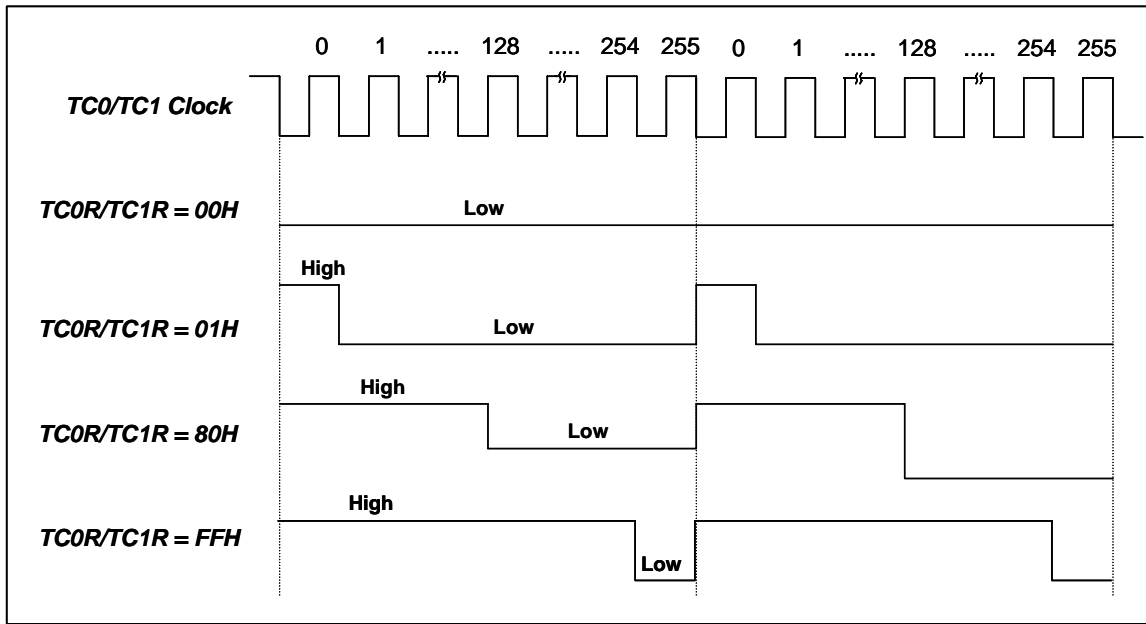 0 1 ..... 128 ..... 254 255 0 1 ..... 128 ..... 254 255
TC0/TC1 Clock
TC0R/TC1R = 00H
Low
High
TC0R/TC1R = 01H
Low
High
TC0R/TC1R = 80H
Low
High
TC0R/TC1R = FFH
Low